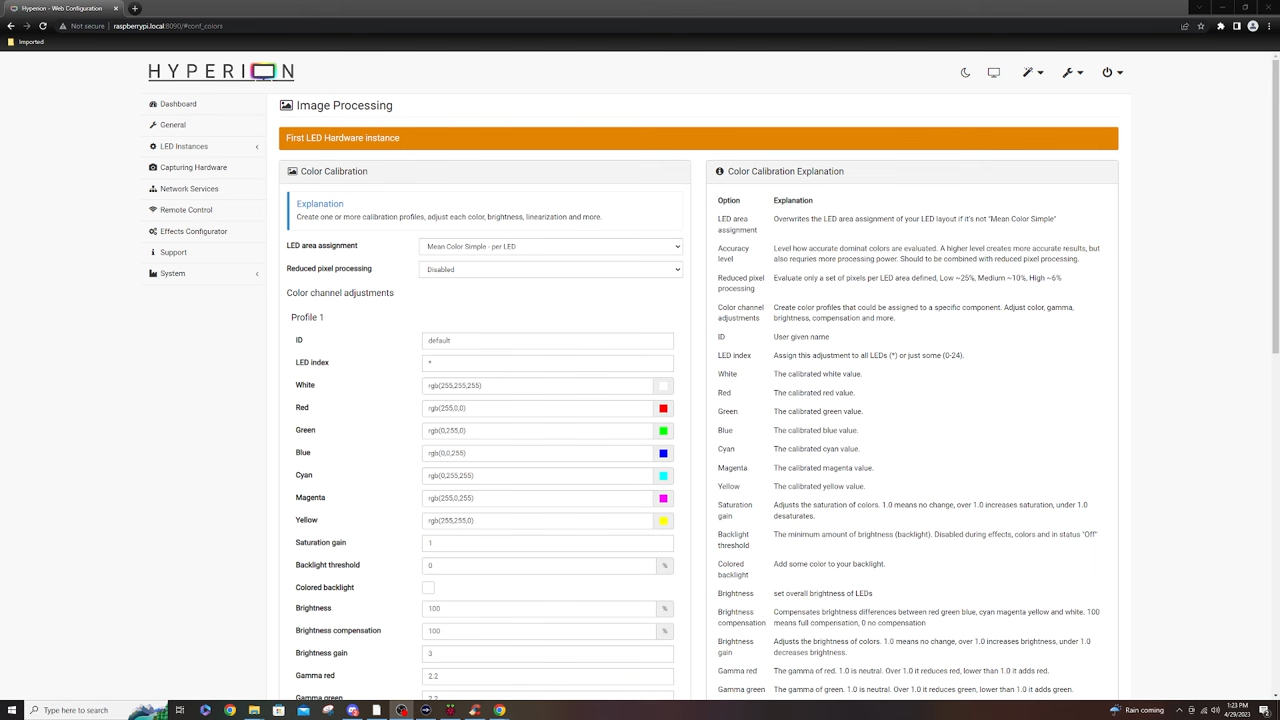 Hyperion - Web Configuration
Not secure
raspberrypi.local:8090/#conf_colors
Imported
HYPERION
Dashboard
General
LED Instances
Capturing Hardware
Network Services
Remote Control
Effects Configurator
Support
System
Image Processing
First LED Hardware instance
Color Calibration
Explanation
Create one or more calibration profiles, adjust each color, brightness, linearization and more.
LED area assignment
Mean Color Simple - per LED
Reduced pixel processing
Disabled
Color channel adjustments
Profile 1
ID
default
LED index
*
White
rgb(255,255,255)
Red
rgb(255,0,0)
Green
rgb(0,255,0)
Blue
rgb(0,0,255)
Cyan
rgb(0,255,255)
Magenta
rgb(255,0,255)
Yellow
rgb(255,255,0)
Saturation gain
1
Backlight threshold
0
%
Colored backlight
Brightness
100
%
Brightness compensation
100
%
Brightness gain
3
Gamma red
2.2
Gamma green
2.2
Color Calibration Explanation
Option
Explanation
LED area
assignment
Overwrites the LED area assignment of your LED layout if it's not "Mean Color Simple"
Accuracy
level
Level how accurate dominat colors are evaluated. A higher level creates more accurate results, but
also requries more processing power. Should to be combined with reduced pixel processing.
Reduced pixel
processing
Evaluate only a set of pixels per LED area defined, Low ~25%, Medium ~10%, High ~6%
Color channel
adjustments
Create color profiles that could be assigned to a specific component. Adjust color, gamma,
brightness, compensation and more.
ID
User given name
LED index
Assign this adjustment to all LEDs (*) or just some (0-24).
White
The calibrated white value.
Red
The calibrated red value.
Green
The calibrated green value.
Blue
The calibrated blue value.
Cyan
The calibrated cyan value.
Magenta
The calibrated magenta value.
Yellow
The calibrated yellow value.
Saturation
gain
Adjusts the saturation of colors. 1.0 means no change, over 1.0 increases saturation, under 1.0
desaturates.
Backlight
threshold
The minimum amount of brightness (backlight). Disabled during effects, colors and in status "Off"
Colored
backlight
Add some color to your backlight.
Brightness
set overall brightness of LEDs
Brightness
compensation
Compensates brightness differences between red green blue, cyan magenta yellow and white. 100
means full compensation, 0 no compensation
Brightness
gain
Adjusts the brightness of colors. 1.0 means no change, over 1.0 increases brightness, under 1.0
decreases brightness.
Gamma red
The gamma of red. 1.0 is neutral. Over 1.0 it reduces red, lower than 1.0 it adds red.
Gamma green
The gamma of green. 1.0 is neutral. Over 1.0 it reduces green, lower than 1.0 it adds green.
Type here to search
Rain coming
1:23 PM
4/29/2023